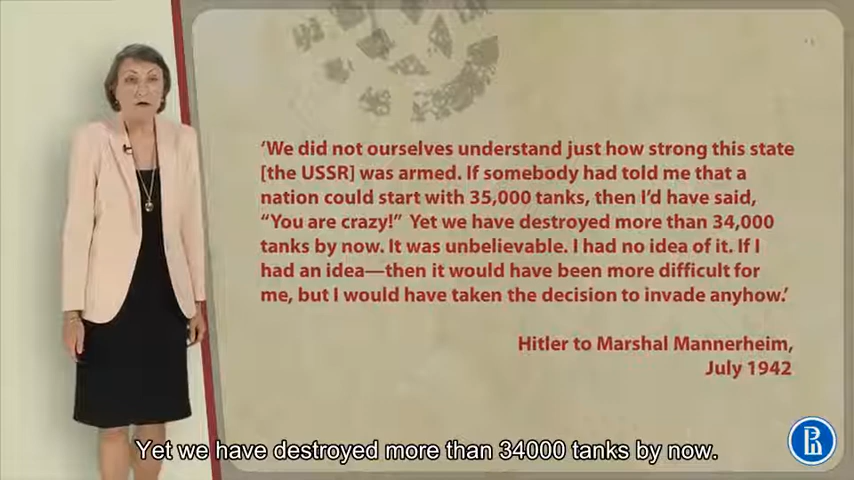 ‘We did not ourselves understand just how strong this state
[the USSR] was armed. If somebody had told me that a
nation could start with 35,000 tanks, then I’d have said,
“You are crazy!” Yet we have destroyed more than 34,000
tanks by now. It was unbelievable. I had no idea of it. If I
had an idea—then it would have been more difficult for
me, but I would have taken the decision to invade anyhow.’
Hitler to Marshal Mannerheim,
July 1942
Yet we have destroyed more than 34000 tanks by now.